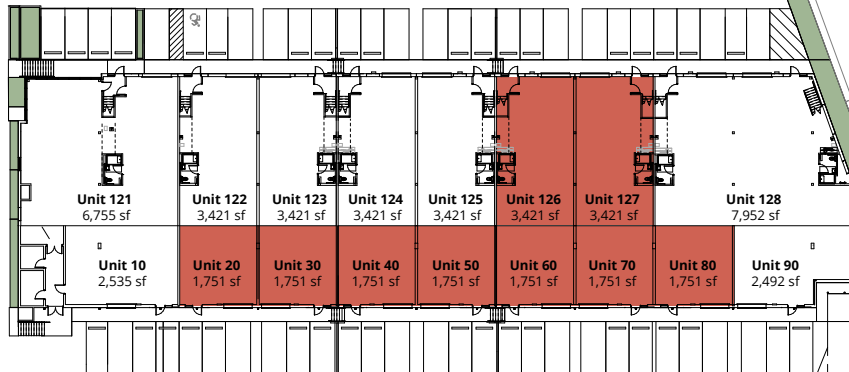 Unit 121
6,755 sf
Unit 122
3,421 sf
Unit 123
3,421 sf
Unit 124
3,421 sf
Unit 125
3,421 sf
Unit 126
3,421 sf
Unit 127
3,421 sf
Unit 128
7,952 sf
Unit 10
2,535 sf
Unit 20
1,751 sf
Unit 30
1,751 sf
Unit 40
1,751 sf
Unit 50
1,751 sf
Unit 60
1,751 sf
Unit 70
1,751 sf
Unit 80
1,751 sf
Unit 90
2,492 sf